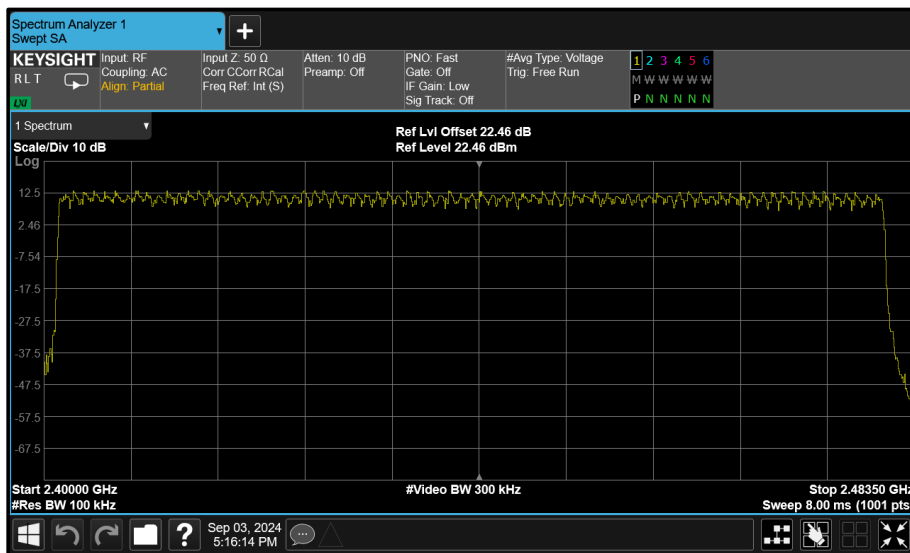 Spectrum Analyzer 1
Swept SA
KEYSIGHT
RLT
LXI
Input: RF
Coupling: AC
Align: Partial
Input Z: 50 Ω
Corr CCorr RCal
Freq Ref: Int (S)
Atten: 10 dB
Preamp: Off
PNO: Fast
Gate: Off
IF Gain: Low
Sig Track: Off
#Avg Type: Voltage
Trig: Free Run
1 2 3 4 5 6
M W W W W W
P N N N N N
1 Spectrum
Scale/Div 10 dB
Ref Lvl Offset 22.46 dB
Ref Level 22.46 dBm
Log
12.5
2.46
-7.54
-17.5
-27.5
-37.5
-47.5
-57.5
-67.5
Start 2.40000 GHz
#Res BW 100 kHz
#Video BW 300 kHz
Stop 2.48350 GHz
Sweep 8.00 ms (1001 pts
?
Sep 03, 2024
5:16:14 PM